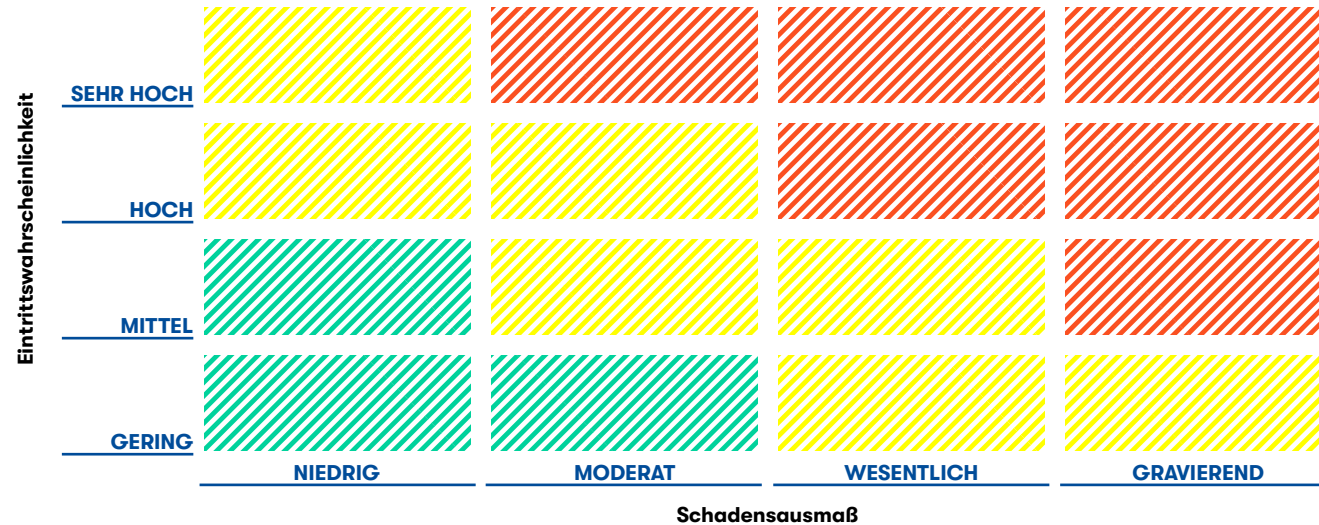 Eintrittswahrscheinlichkeit
SEHR HOCH
HOCH
MITTEL
GERING
NIEDRIG MODERAT WESENTLICH GRAVIEREND
Schadensausmaß